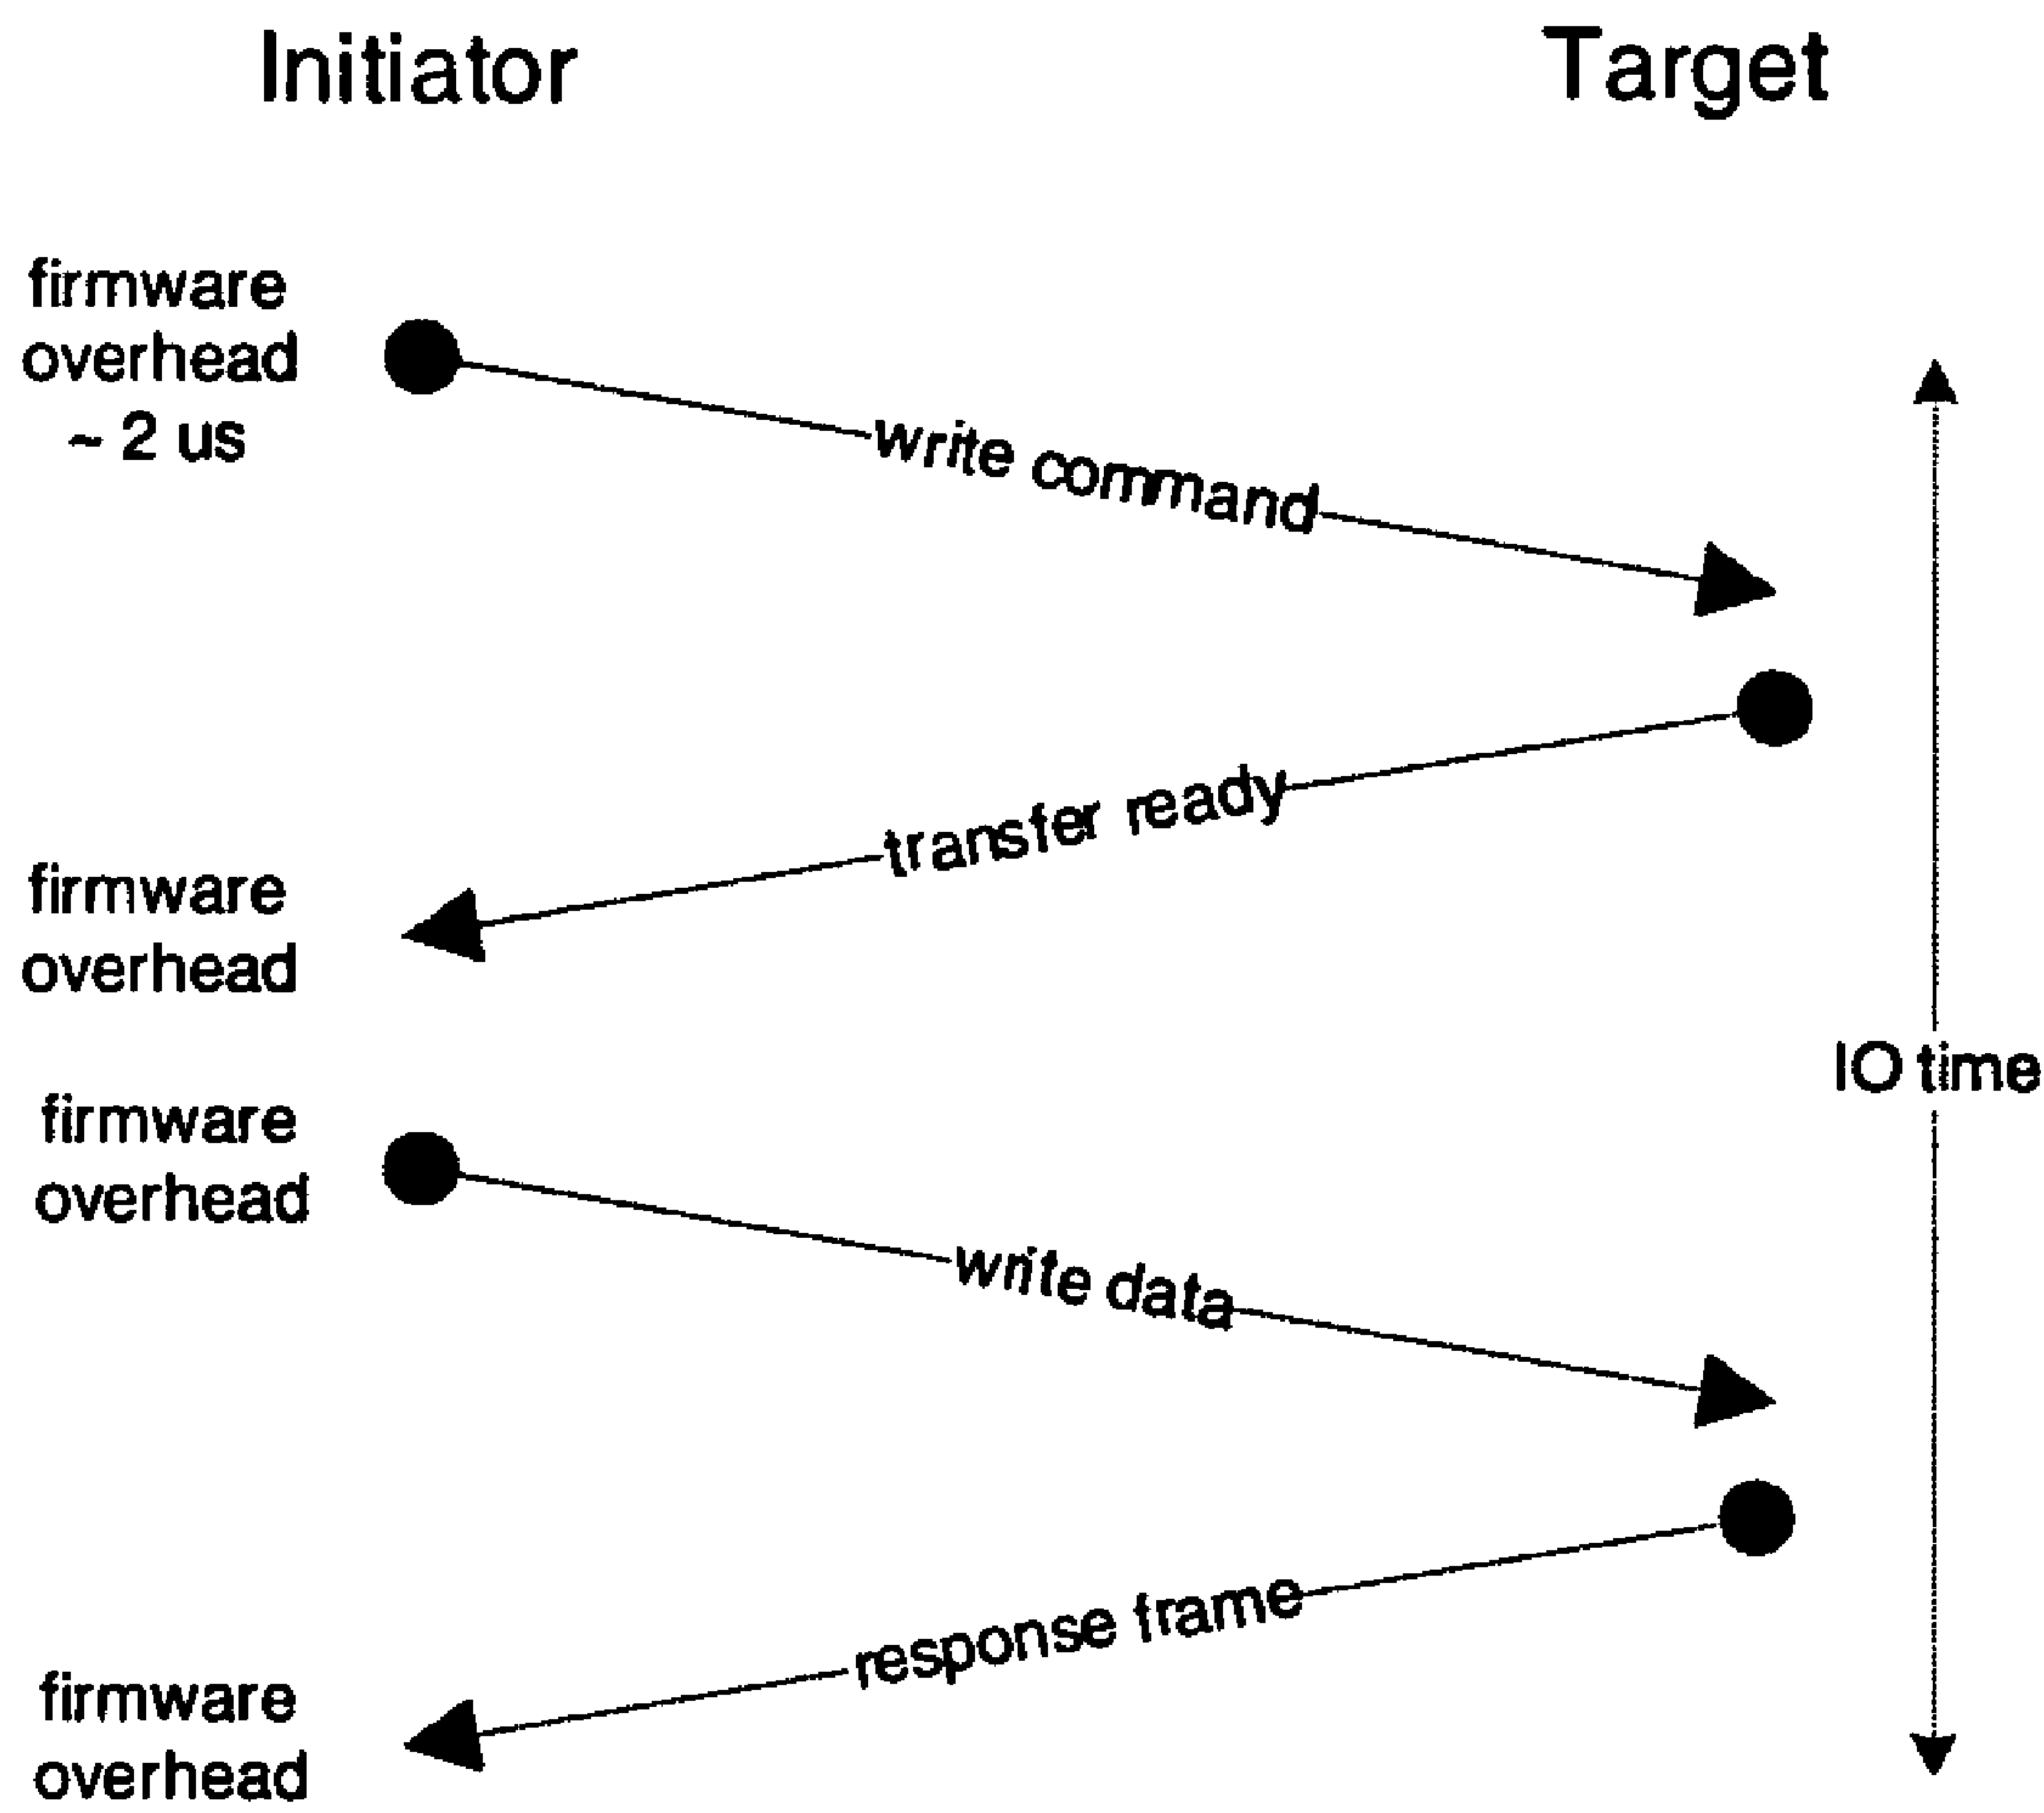 Initiator
Target
firmware
overhead
~ 2 us
write command
transfer ready
firmware
overhead
IO time
firmware
overhead
write data
response frame
firmware
overhead